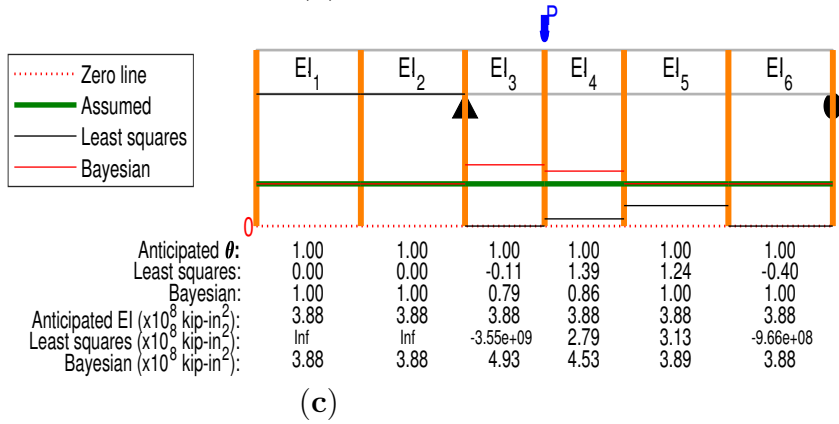 P
EI1 EI2 EI3 EI4 EI5 EI6
Zero line
Assumed
Least squares
Bayesian
0
Anticipated θ: 1.00 1.00 1.00 1.00 1.00 1.00
Least squares: 0.00 0.00 -0.11 1.39 1.24 -0.40
Bayesian: 1.00 1.00 0.79 0.86 1.00 1.00
Anticipated EI (x10^8 kip-in^2): 3.88 3.88 3.88 3.88 3.88 3.88
Least squares (x10^8 kip-in^2): Inf Inf -3.55e+09 2.79 3.13 -9.66e+08
Bayesian (x10^8 kip-in^2): 3.88 3.88 4.93 4.53 3.89 3.88
(c)